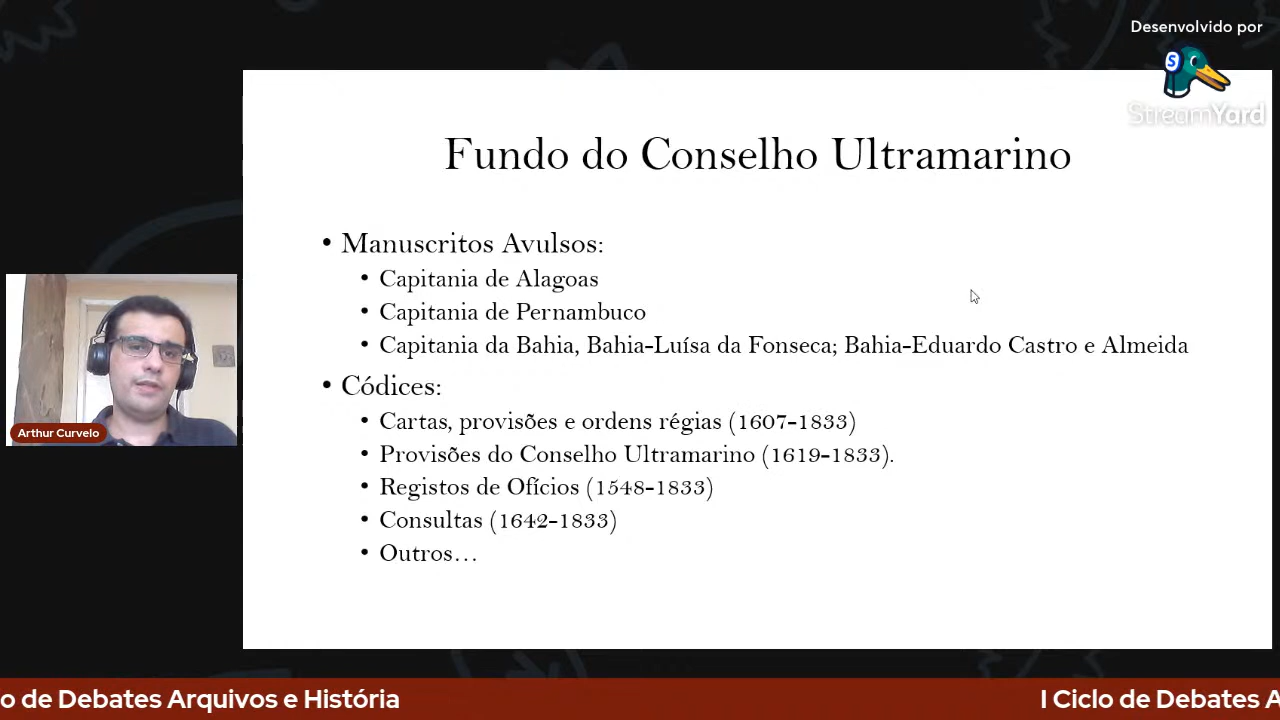 Desenvolvido por
S
StreamYard
Fundo do Conselho Ultramarino
• Manuscritos Avulsos:
• Capitania de Alagoas
• Capitania de Pernambuco
• Capitania da Bahia, Bahia-Luísa da Fonseca; Bahia-Eduardo Castro e Almeida
• Códices:
• Cartas, provisões e ordens régias (1607-1833)
• Provisões do Conselho Ultramarino (1619-1833).
• Registos de Ofícios (1548-1833)
• Consultas (1642-1833)
• Outros…
Arthur Curvelo
o de Debates Arquivos e História
I Ciclo de Debates A